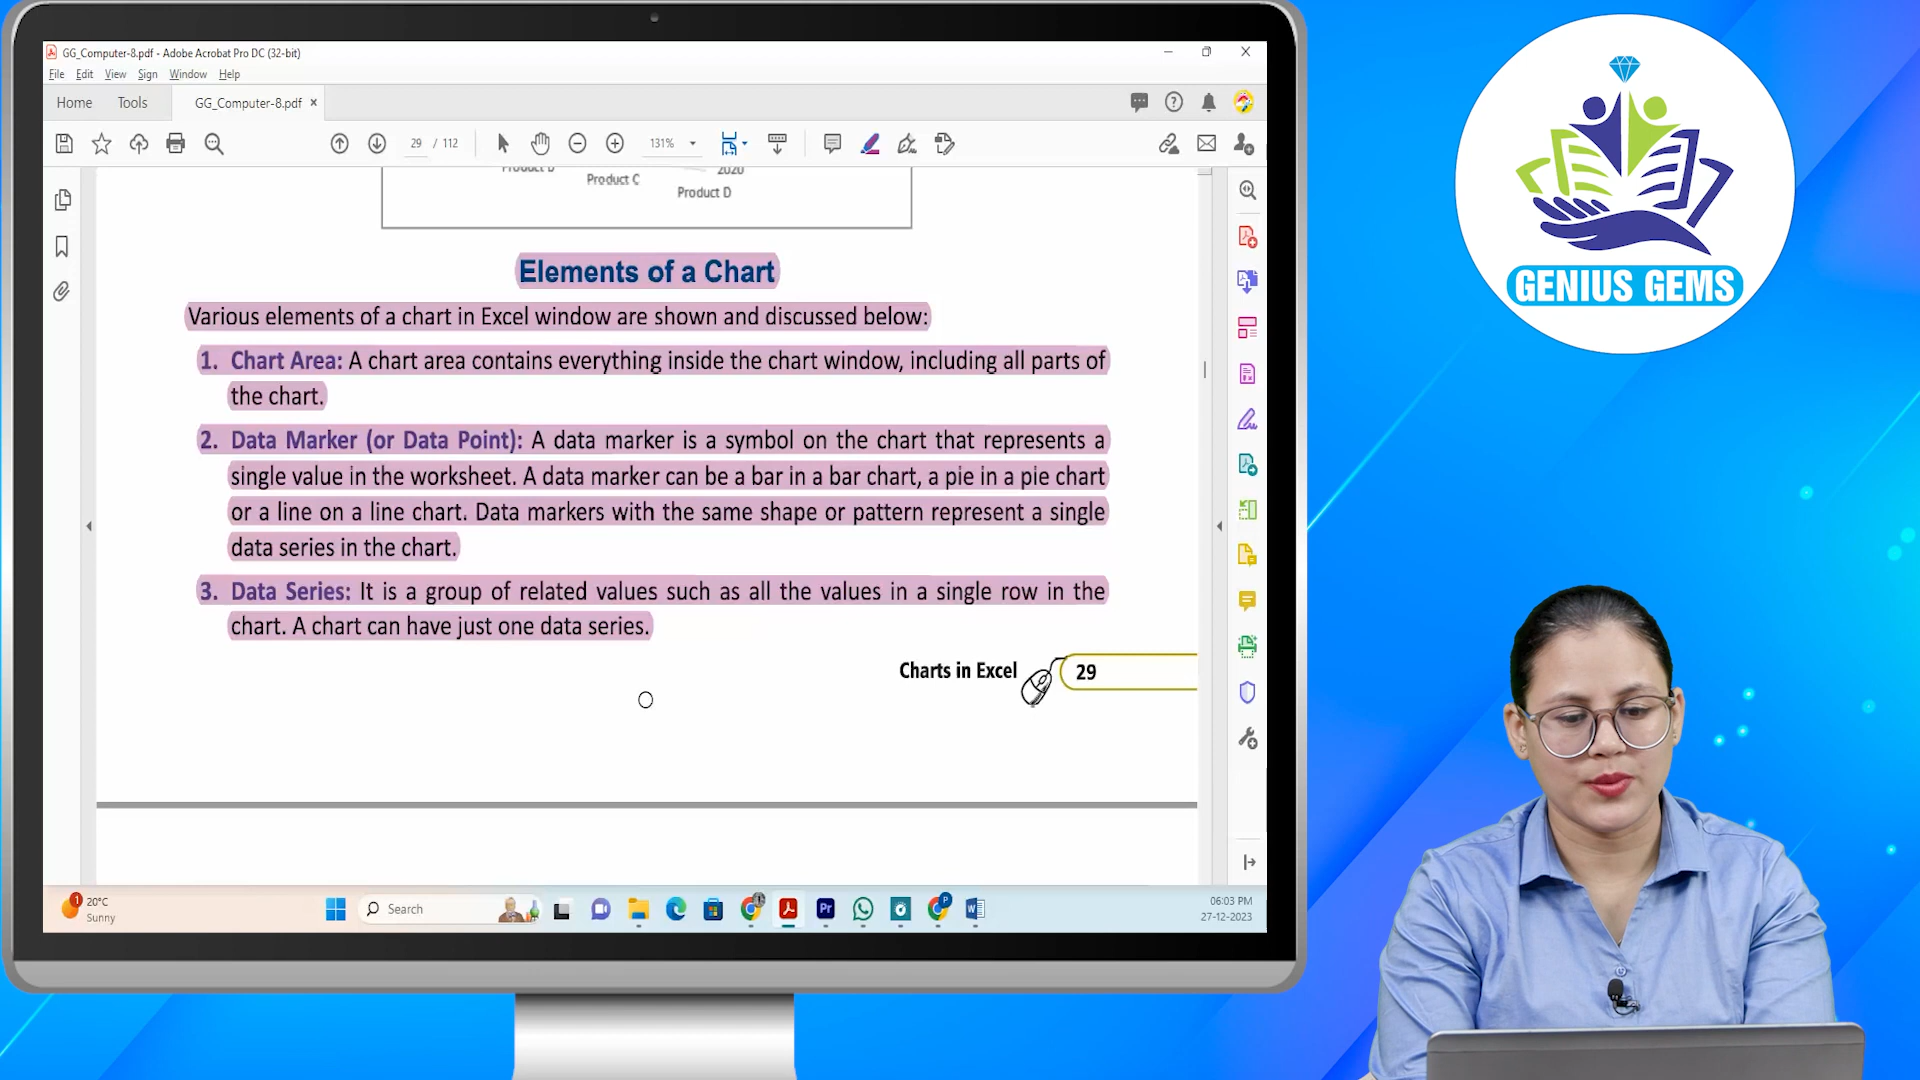 GG_Computer-8.pdf - Adobe Acrobat Pro DC (32-bit)
File Edit View Sign Window Help
Home Tools GG_Computer-8.pdf ×
29 / 112 131%
Product C
2020
Product D
Elements of a Chart
Various elements of a chart in Excel window are shown and discussed below:
1. Chart Area: A chart area contains everything inside the chart window, including all parts of
the chart.
2. Data Marker (or Data Point): A data marker is a symbol on the chart that represents a
single value in the worksheet. A data marker can be a bar in a bar chart, a pie in a pie chart
or a line on a line chart. Data markers with the same shape or pattern represent a single
data series in the chart.
3. Data Series: It is a group of related values such as all the values in a single row in the
chart. A chart can have just one data series.
Charts in Excel 29
1
20°C
Sunny
Search
Pr
P
06:03 PM
27-12-2023
GENIUS GEMS